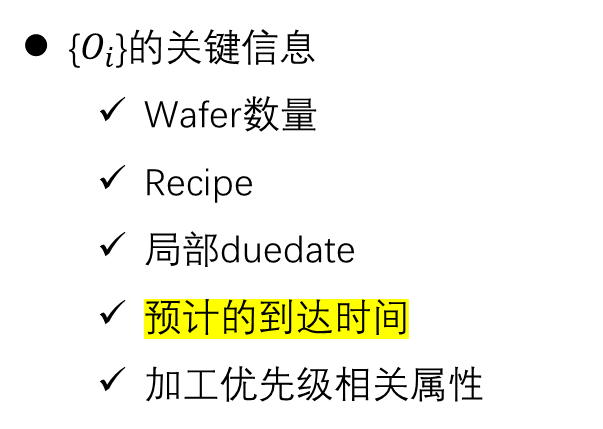 ● {𝑂𝑖}的关键信息
✓ Wafer数量
✓ Recipe
✓ 局部duedate
✓ 预计的到达时间
✓ 加工优先级相关属性